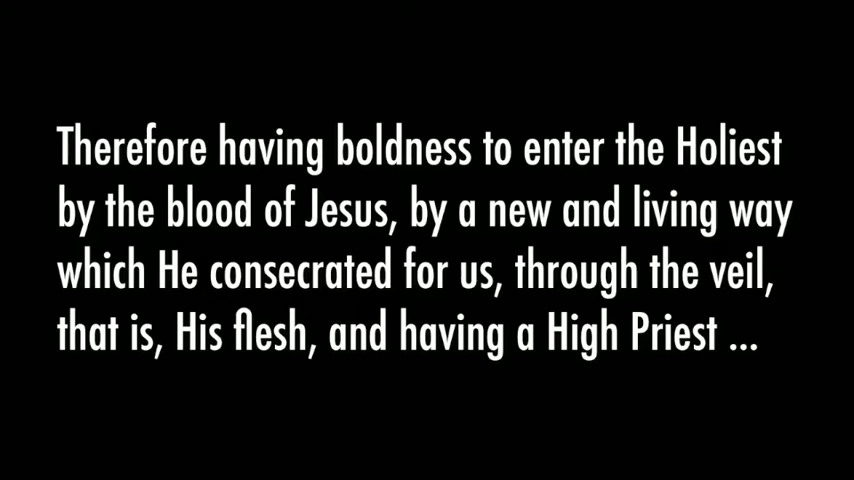 Therefore having boldness to enter the Holiest
by the blood of Jesus, by a new and living way
which He consecrated for us, through the veil,
that is, His flesh, and having a High Priest ...